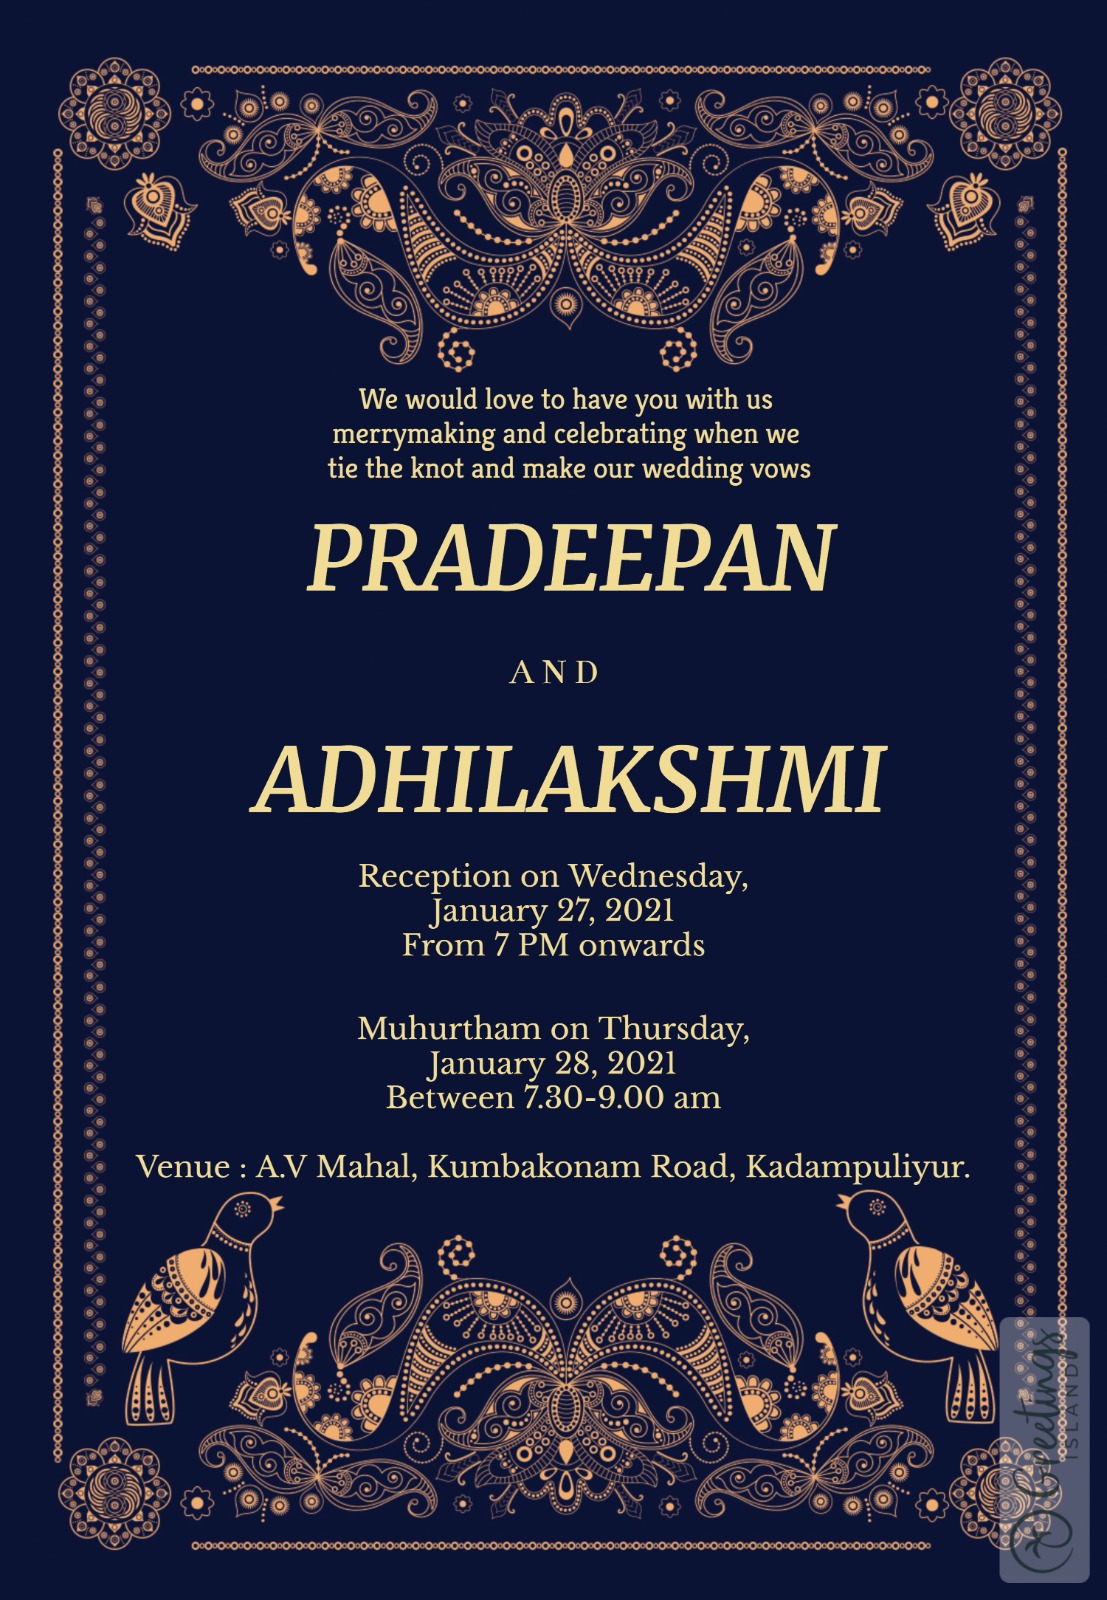 We would love to have you with us
merrymaking and celebrating when we
tie the knot and make our wedding vows
PRADEEPAN
AND
ADHILAKSHMI
Reception on Wednesday,
January 27, 2021
From 7 PM onwards
Muhurtham on Thursday,
January 28, 2021
Between 7.30-9.00 am
Venue : A.V Mahal, Kumbakonam Road, Kadampuliyur.
Greetings
ISLAND